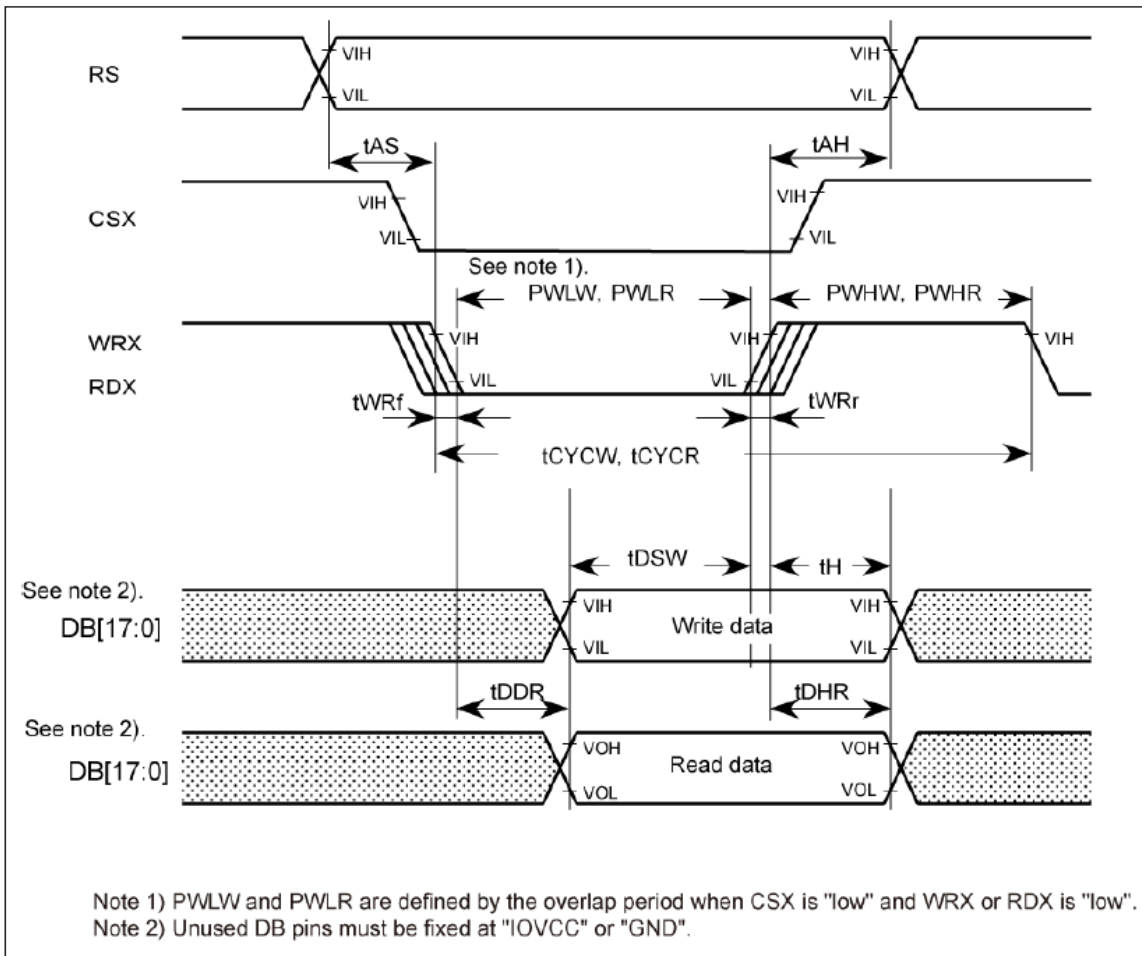 RS
VIH
VIH
VIL
VIL
tAS
tAH
CSX
VIH
VIH
VIL
VIL
See note 1).
PWLW, PWLR
PWHW, PWHR
WRX
VIH
VIH
VIH
RDX
VIL
VIL
tWRf
tWRr
tCYCW, tCYCR
tDSW
tH
See note 2).
DB[17:0]
VIH
VIH
Write data
VIL
VIL
tDDR
tDHR
See note 2).
DB[17:0]
VOH
VOH
Read data
VOL
VOL
Note 1) PWLW and PWLR are defined by the overlap period when CSX is "low" and WRX or RDX is "low".
Note 2) Unused DB pins must be fixed at "IOVCC" or "GND".